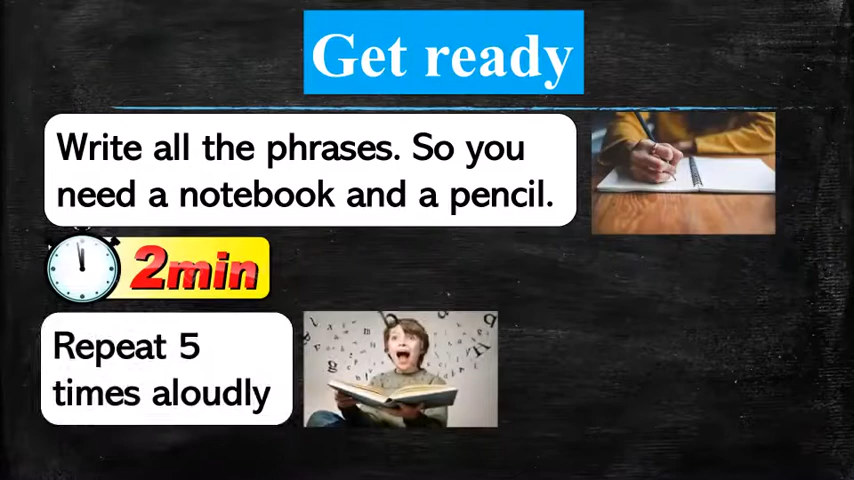 Get ready
Write all the phrases. So you
need a notebook and a pencil.
2min
Repeat 5
times aloudly